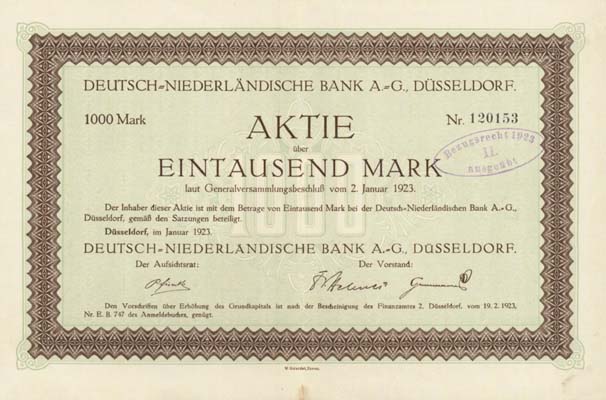 DEUTSCH=NIEDERLÄNDISCHE BANK A.=G., DÜSSELDORF.
1000 Mark
AKTIE
Nr. 120153
über
Bezugsrecht 1923
II.
ausgeübt
EINTAUSEND MARK
laut Generalversammlungsbeschluß vom 2. Januar 1923.
1000
Der Inhaber dieser Aktie ist mit dem Betrage von Eintausend Mark bei der Deutsch=Niederländischen Bank A.=G.,
Düsseldorf, gemäß den Satzungen beteiligt.
Düsseldorf, im Januar 1923.
DEUTSCH=NIEDERLÄNDISCHE BANK A.=G., DÜSSELDORF.
Der Aufsichtsrat:
Der Vorstand:
Den Vorschriften über Erhöhung des Grundkapitals ist nach der Bescheinigung des Finanzamtes 2, Düsseldorf, vom 19. 2. 1923,
Nr. E. B. 747 des Anmeldebuches, genügt.